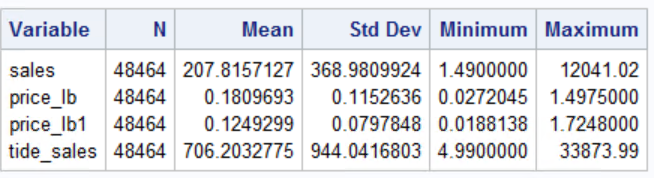 Variable N Mean Std Dev Minimum Maximum
sales 48464 207.8157127 368.9809924 1.4900000 12041.02
price_lb 48464 0.1809693 0.1152636 0.0272045 1.4975000
price_lb1 48464 0.1249299 0.0797848 0.0188138 1.7248000
tide_sales 48464 706.2032775 944.0416803 4.9900000 33873.99